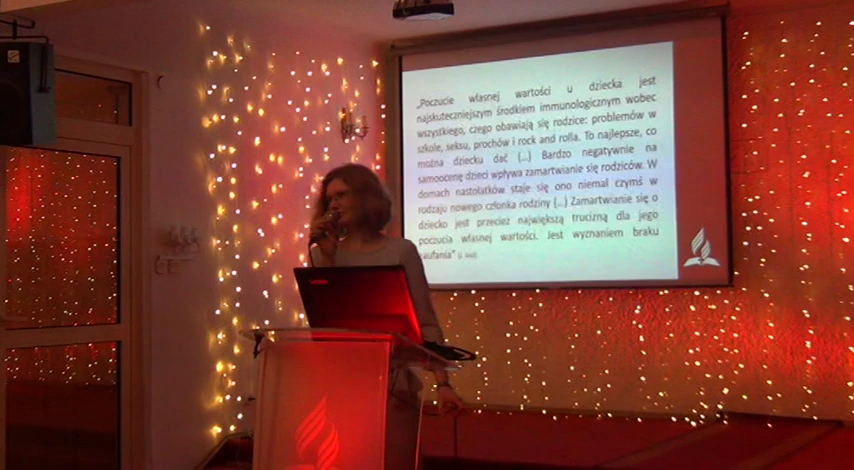 „Poczucie własnej wartości u dziecka jest
najskuteczniejszym środkiem immunologicznym wobec
wszystkiego, czego obawiają się rodzice: problemów w
szkole, seksu, prochów i rock and rolla. To najlepsze, co
można dziecku dać (...) Bardzo negatywnie na
samoocenę dzieci wpływa zamartwianie się rodziców. W
domach nastolatków staje się ono niemal czymś w
rodzaju nowego członka rodziny (...) Zamartwianie się o
dziecko jest przecież największą trucizną dla jego
poczucia własnej wartości. Jest wyznaniem braku
zaufania”